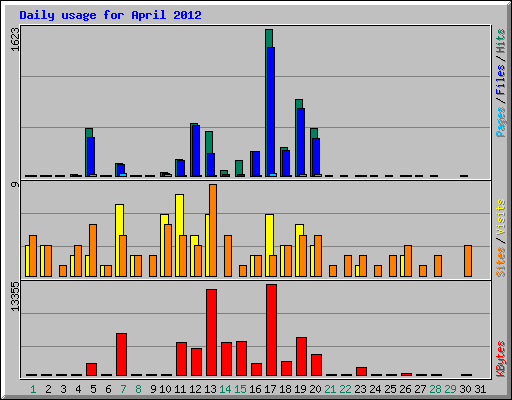 Daily usage for April 2012
1623
Pages / Files / Hits
9
Sites / Visits
13355
KBytes
1 2 3 4 5 6 7 8 9 10 11 12 13 14 15 16 17 18 19 20 21 22 23 24 25 26 27 28 29 30 31